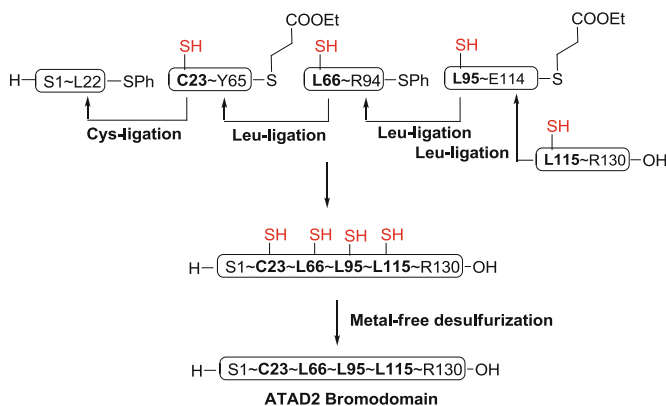 COOEt COOEt
SH SH SH
H S1~L22 SPh C23~Y65 S L66~R94 SPh L95~E114 S
Cys-ligation Leu-ligation Leu-ligation
Leu-ligation
SH
L115~R130 OH
SH SH SH SH
H S1~C23~L66~L95~L115~R130 OH
Metal-free desulfurization
H S1~C23~L66~L95~L115~R130 OH
ATAD2 Bromodomain